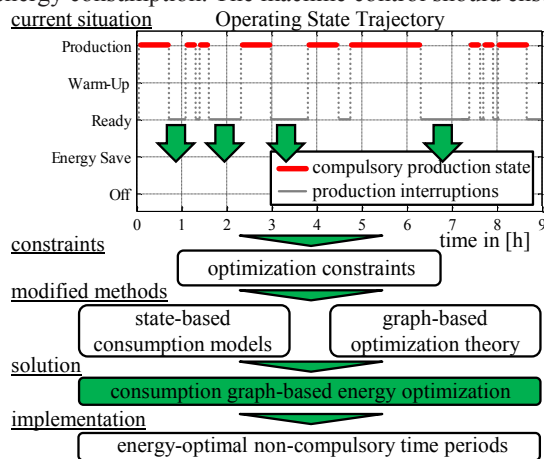 energy consumption. The machine control should ens
current situation Operating State Trajectory
Production
Warm-Up
Ready
Energy Save
Off
compulsory production state
production interruptions
0 1 2 3 4 5 6 7 8 9
time in [h]
constraints
optimization constraints
modified methods
state-based
consumption models
graph-based
optimization theory
solution
consumption graph-based energy optimization
implementation
energy-optimal non-compulsory time periods